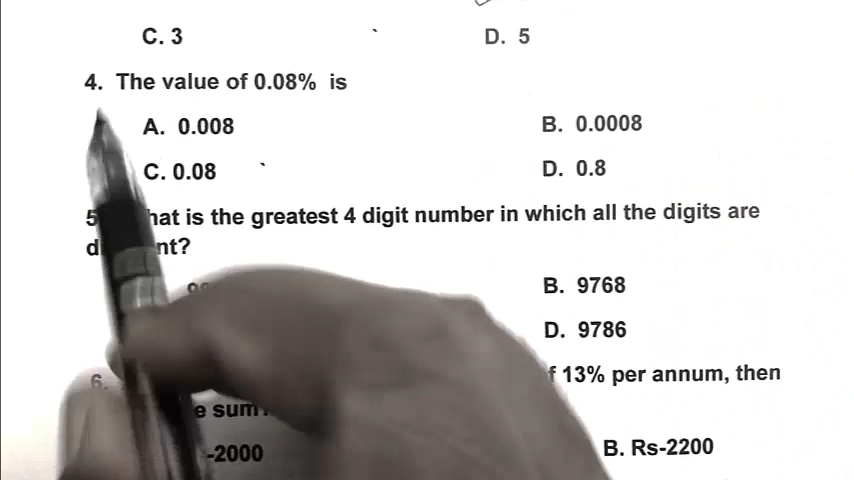 C. 3 D. 5
4. The value of 0.08% is
A. 0.008 B. 0.0008
C. 0.08 D. 0.8
5 hat is the greatest 4 digit number in which all the digits are
d nt?
B. 9768
D. 9786
6. f 13% per annum, then
e sum
-2000 B. Rs-2200